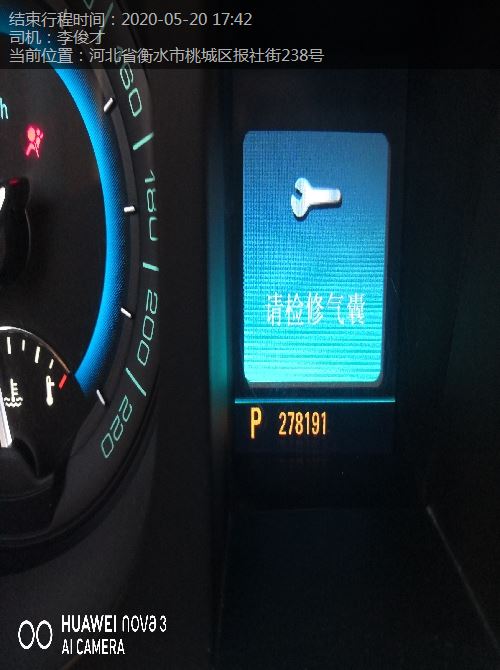 结束行程时间：2020-05-20 17:42
司机：李俊才
当前位置：河北省衡水市桃城区报社街238号
180
200
220
请检修气囊
P 278191
HUAWEI nova 3
AI CAMERA